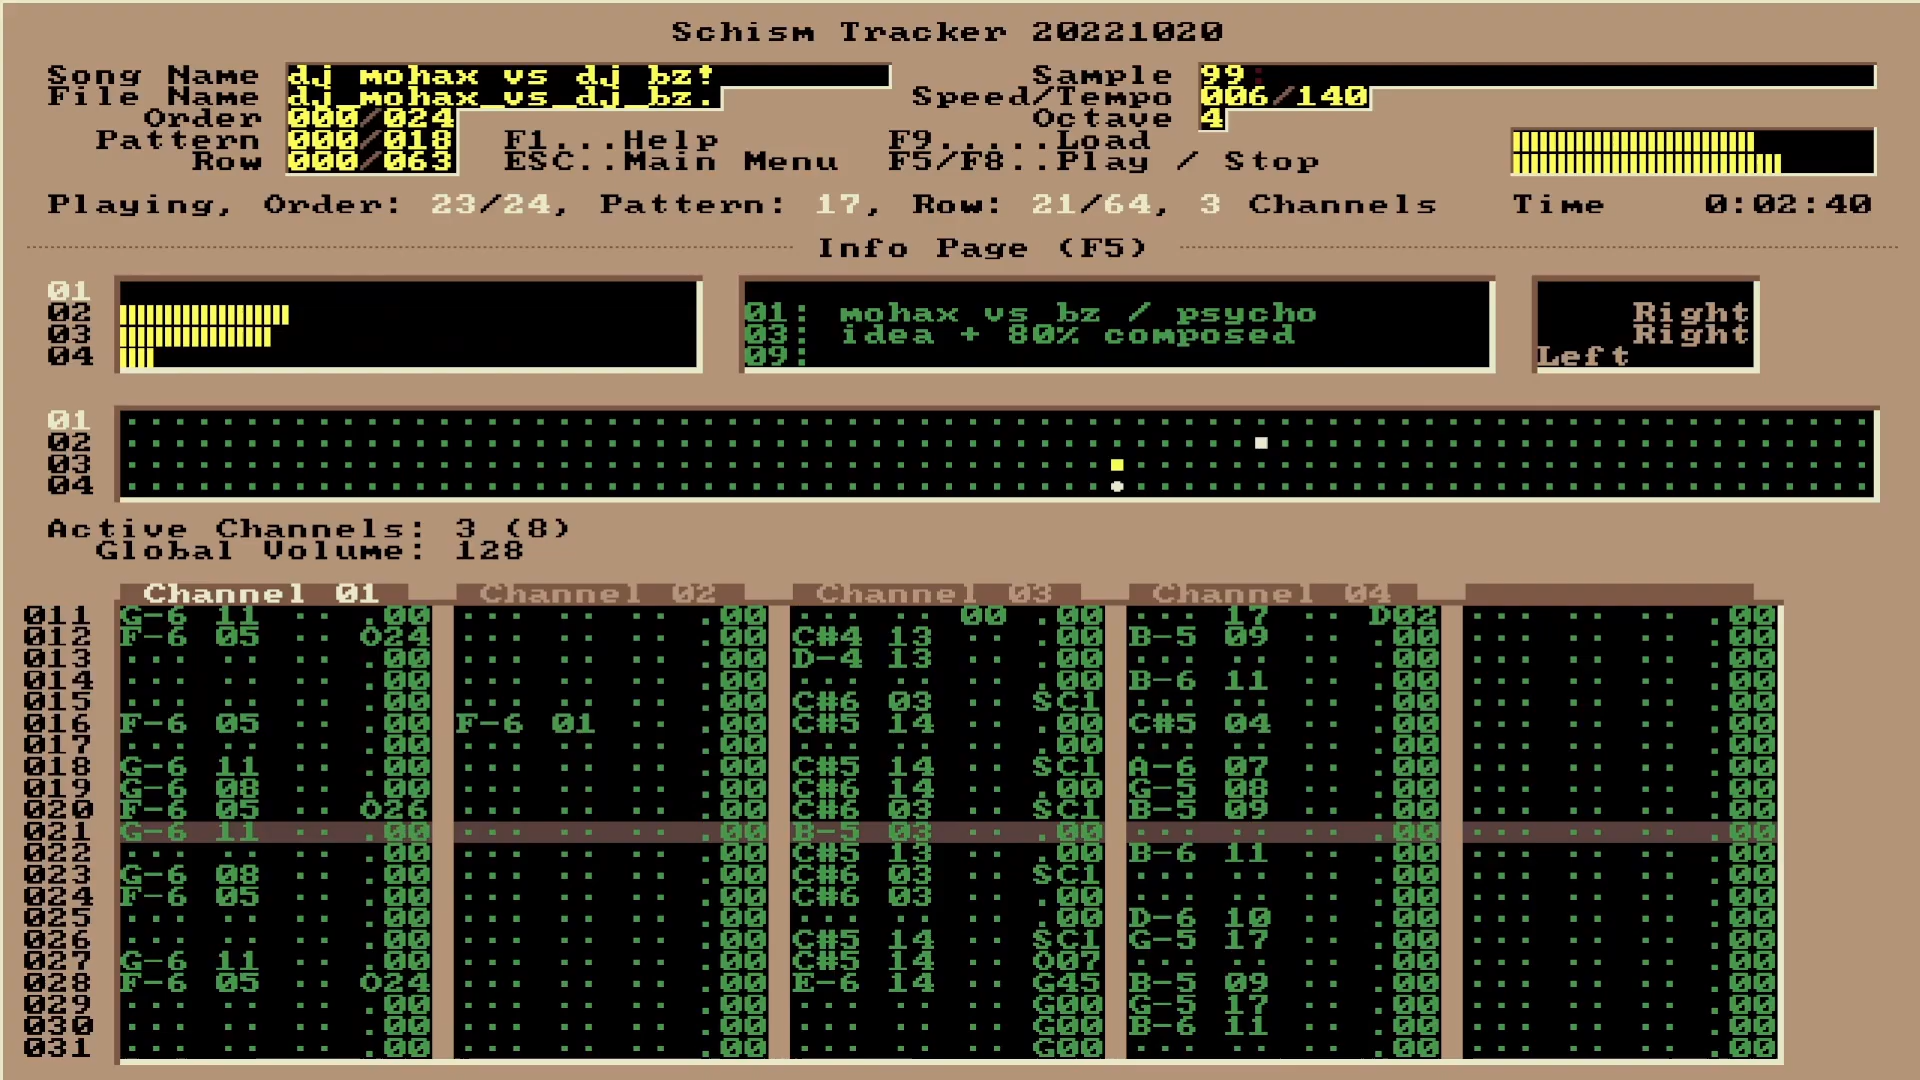 Schism Tracker 20221020
Song Name dj mohax vs dj bz! Sample 99:
File Name dj_mohax_vs_dj_bz. Speed/Tempo 006/140
Order 000/024 Octave 4
Pattern 000/018 F1...Help F9.....Load
Row 000/063 ESC..Main Menu F5/F8..Play / Stop
Playing, Order: 23/24, Pattern: 17, Row: 21/64, 3 Channels Time 0:02:40
Info Page (F5)
01
02 01: mohax vs bz / psycho Right
03 03: idea + 80% composed Right
04 09: Left
01
02
03
04
Active Channels: 3 (8)
Global Volume: 128
Channel 01 Channel 02 Channel 03 Channel 04
011 G-6 11 ·· .00 ··· ·· ·· .00 ··· ·· 00 .00 ··· 17 ·· D02 ··· ·· ·· .00
012 F-6 05 ·· O24 ··· ·· ·· .00 C#4 13 ·· .00 B-5 09 ·· .00 ··· ·· ·· .00
013 ··· ·· ·· .00 ··· ·· ·· .00 D-4 13 ·· .00 ··· ·· ·· .00 ··· ·· ·· .00
014 ··· ·· ·· .00 ··· ·· ·· .00 ··· ·· ·· .00 B-6 11 ·· .00 ··· ·· ·· .00
015 ··· ·· ·· .00 ··· ·· ·· .00 C#6 03 ·· SC1 ··· ·· ·· .00 ··· ·· ·· .00
016 F-6 05 ·· .00 F-6 01 ·· .00 C#5 14 ·· .00 C#5 04 ·· .00 ··· ·· ·· .00
017 ··· ·· ·· .00 ··· ·· ·· .00 ··· ·· ·· .00 ··· ·· ·· .00 ··· ·· ·· .00
018 G-6 11 ·· .00 ··· ·· ·· .00 C#5 14 ·· SC1 A-6 07 ·· .00 ··· ·· ·· .00
019 G-6 08 ·· .00 ··· ·· ·· .00 C#6 14 ·· .00 G-5 08 ·· .00 ··· ·· ·· .00
020 F-6 05 ·· O26 ··· ·· ·· .00 C#6 03 ·· SC1 B-5 09 ·· .00 ··· ·· ·· .00
021 G-6 11 ·· .00 ··· ·· ·· .00 B-5 03 ·· .00 ··· ·· ·· .00 ··· ·· ·· .00
022 ··· ·· ·· .00 ··· ·· ·· .00 C#5 13 ·· .00 B-6 11 ·· .00 ··· ·· ·· .00
023 G-6 08 ·· .00 ··· ·· ·· .00 C#6 03 ·· SC1 ··· ·· ·· .00 ··· ·· ·· .00
024 F-6 05 ·· .00 ··· ·· ·· .00 C#6 03 ·· .00 ··· ·· ·· .00 ··· ·· ·· .00
025 ··· ·· ·· .00 ··· ·· ·· .00 ··· ·· ·· .00 D-6 10 ·· .00 ··· ·· ·· .00
026 ··· ·· ·· .00 ··· ·· ·· .00 C#5 14 ·· SC1 G-5 17 ·· .00 ··· ·· ·· .00
027 G-6 11 ·· .00 ··· ·· ·· .00 C#5 14 ·· O07 ··· ·· ·· .00 ··· ·· ·· .00
028 F-6 05 ·· O24 ··· ·· ·· .00 E-6 14 ·· G45 B-5 09 ·· .00 ··· ·· ·· .00
029 ··· ·· ·· .00 ··· ·· ·· .00 ··· ·· ·· G00 G-5 17 ·· .00 ··· ·· ·· .00
030 ··· ·· ·· .00 ··· ·· ·· .00 ··· ·· ·· G00 B-6 11 ·· .00 ··· ·· ·· .00
031 ··· ·· ·· .00 ··· ·· ·· .00 ··· ·· ·· G00 ··· ·· ·· .00 ··· ·· ·· .00